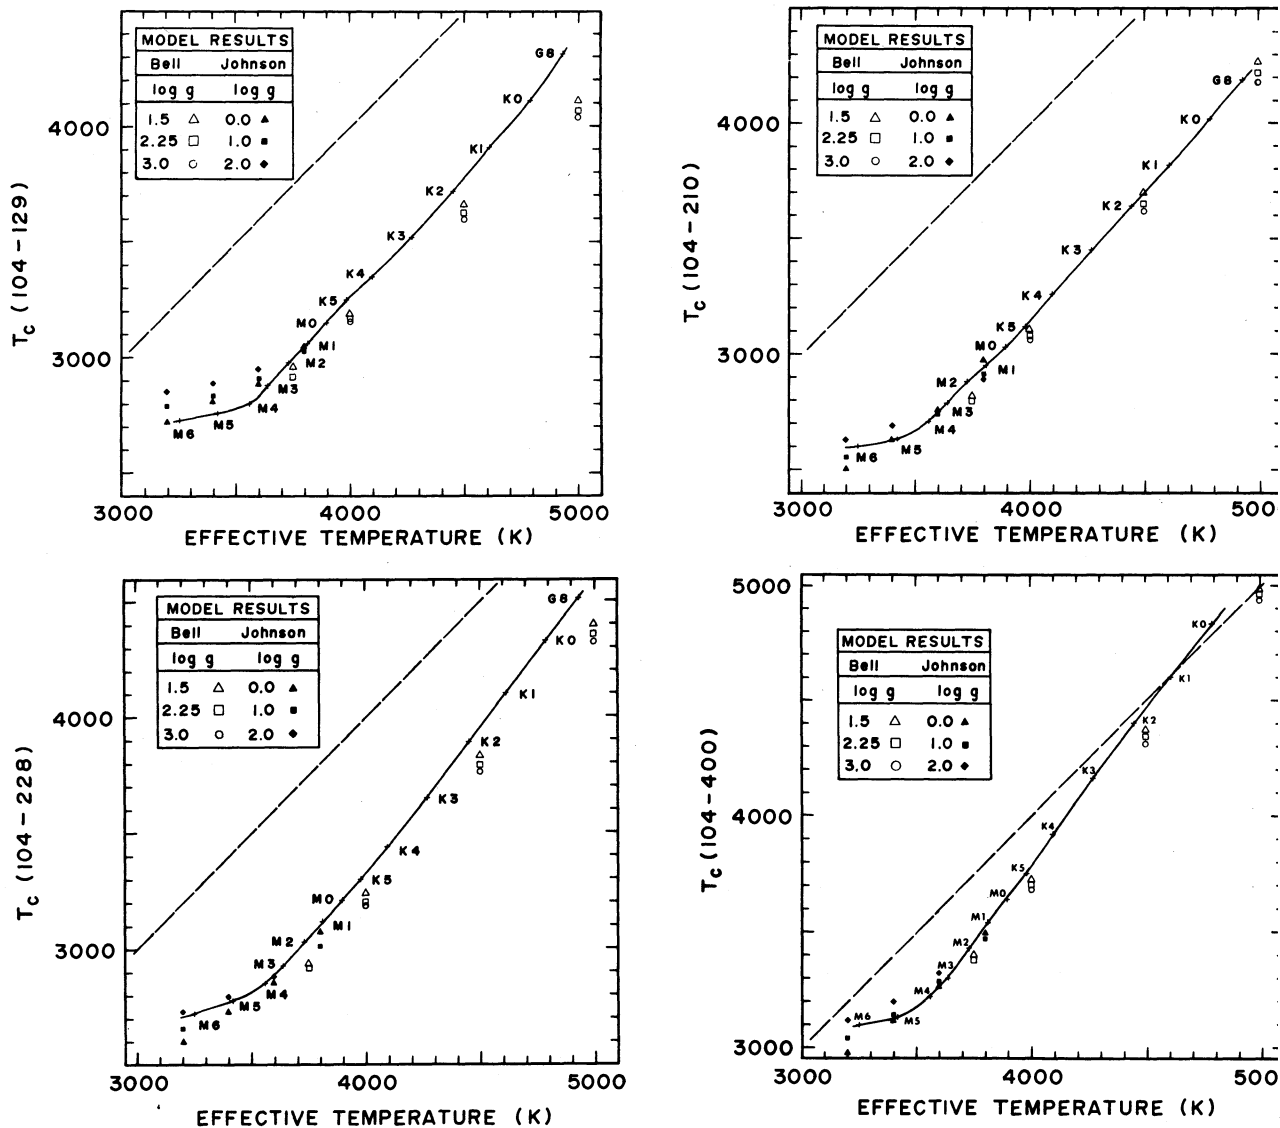 MODEL RESULTS
Bell Johnson
log g log g
1.5 △ 0.0 ▲
2.25 □ 1.0 ■
3.0 ○ 2.0 ◆
G8
K0
K1
K2
K3
K4
K5
M0
M1
M2
M3
M4
M5
M6
4000
3000
T_C (104-129)
3000 4000 5000
EFFECTIVE TEMPERATURE (K)
MODEL RESULTS
Bell Johnson
log g log g
1.5 △ 0.0 ▲
2.25 □ 1.0 ■
3.0 ○ 2.0 ◆
G8
K0
K1
K2
K3
K4
K5
M0
M1
M2
M3
M4
M5
M6
4000
3000
T_C (104-210)
3000 4000 500
EFFECTIVE TEMPERATURE (K)
MODEL RESULTS
Bell Johnson
log g log g
1.5 △ 0.0 ▲
2.25 □ 1.0 ■
3.0 ○ 2.0 ◆
G8
K0
K1
K2
K3
K4
K5
M0
M1
M2
M3
M4
M5
M6
4000
3000
T_C (104-228)
3000 4000 5000
EFFECTIVE TEMPERATURE (K)
MODEL RESULTS
Bell Johnson
log g log g
1.5 △ 0.0 ▲
2.25 □ 1.0 ■
3.0 ○ 2.0 ◆
K0
K1
K2
K3
K4
K5
M0
M1
M2
M3
M4
M5
M6
5000
4000
3000
T_C (104-400)
3000 4000 500
EFFECTIVE TEMPERATURE (K)